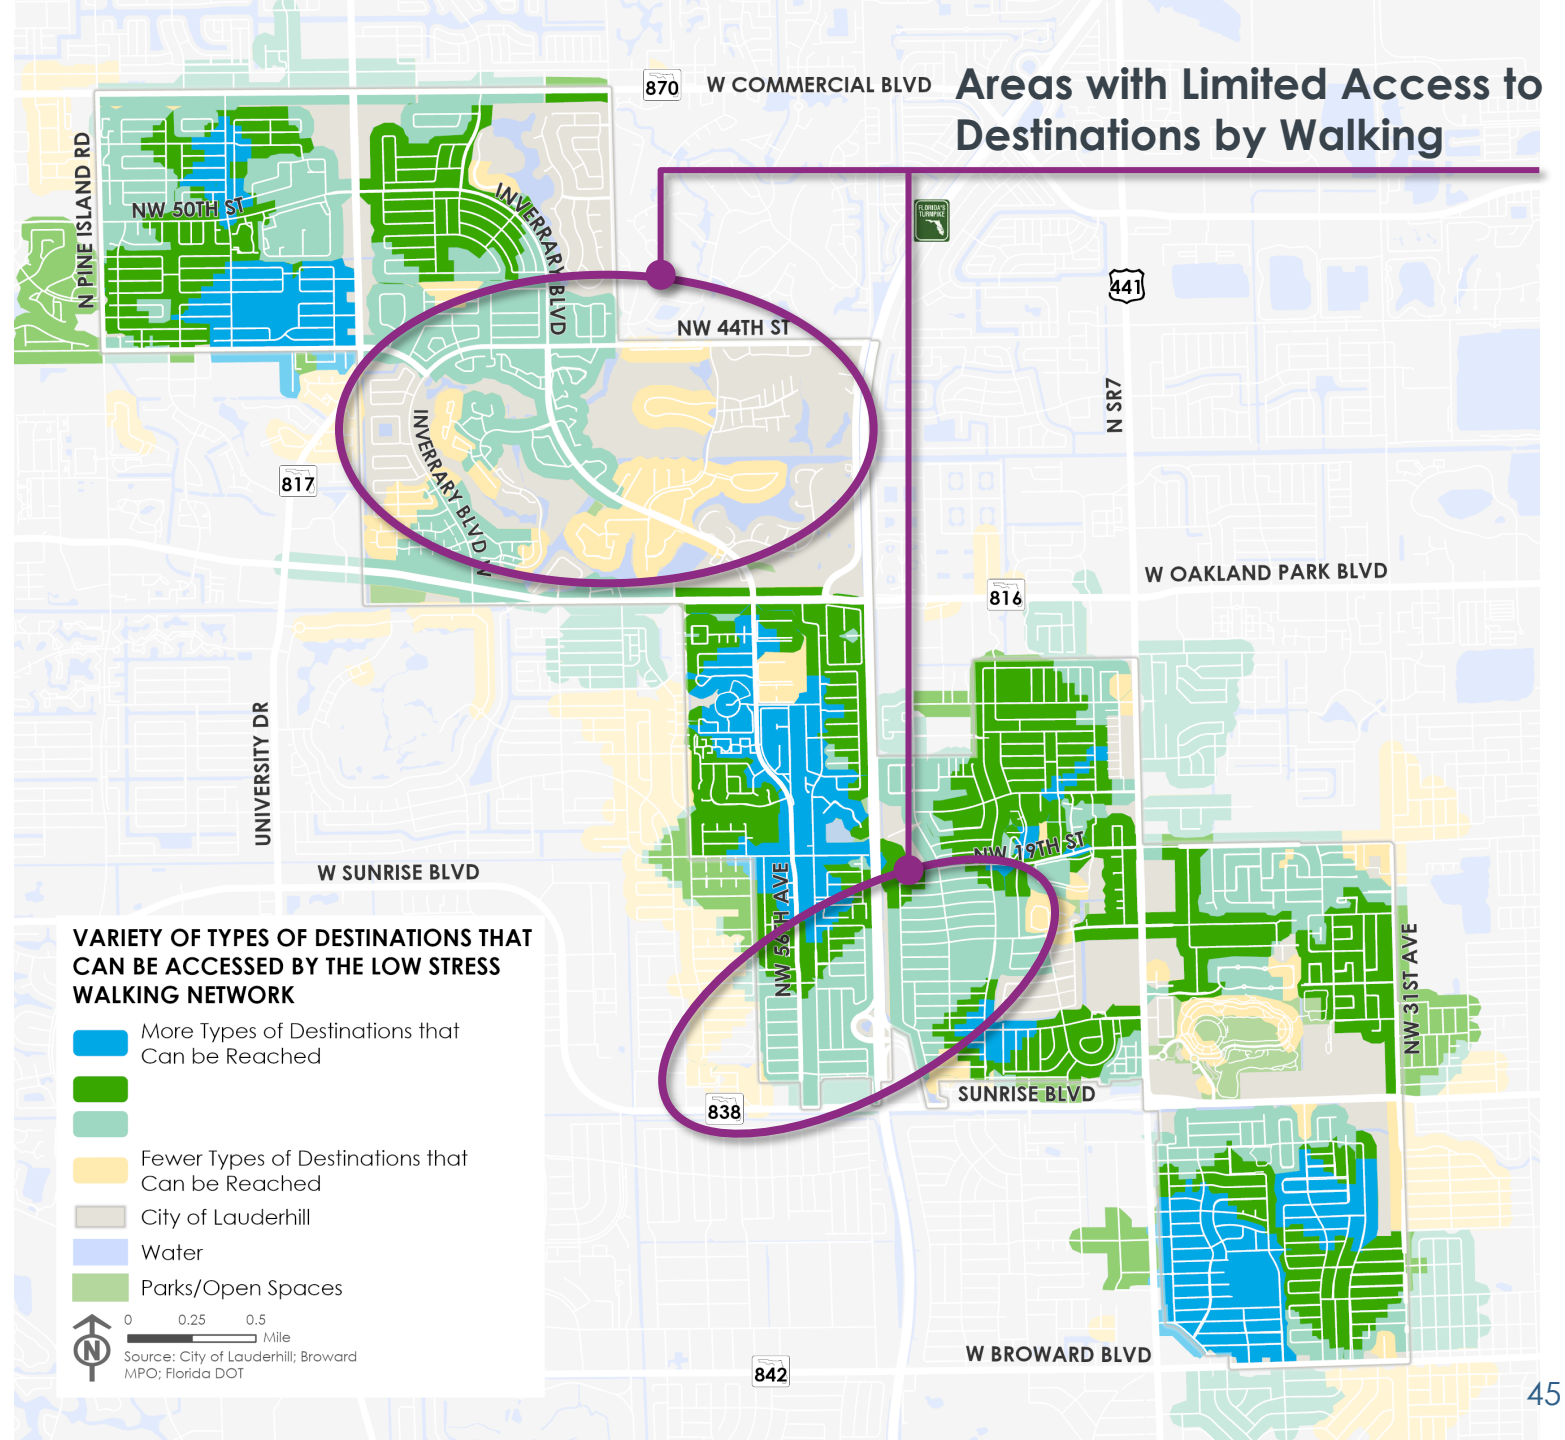 870
W COMMERCIAL BLVD
Areas with Limited Access to
Destinations by Walking
N PINE ISLAND RD
NW 50TH ST
INVERRARY BLVD
FLORIDA'S
TURNPIKE
441
NW 44TH ST
N SR7
INVERRARY BLVD W
817
W OAKLAND PARK BLVD
816
UNIVERSITY DR
NW 19TH ST
W SUNRISE BLVD
NW 56TH AVE
NW 31ST AVE
SUNRISE BLVD
838
VARIETY OF TYPES OF DESTINATIONS THAT
CAN BE ACCESSED BY THE LOW STRESS
WALKING NETWORK
More Types of Destinations that
Can be Reached
Fewer Types of Destinations that
Can be Reached
City of Lauderhill
Water
Parks/Open Spaces
0 0.25 0.5
Mile
N
Source: City of Lauderhill; Broward
MPO; Florida DOT
W BROWARD BLVD
842
45